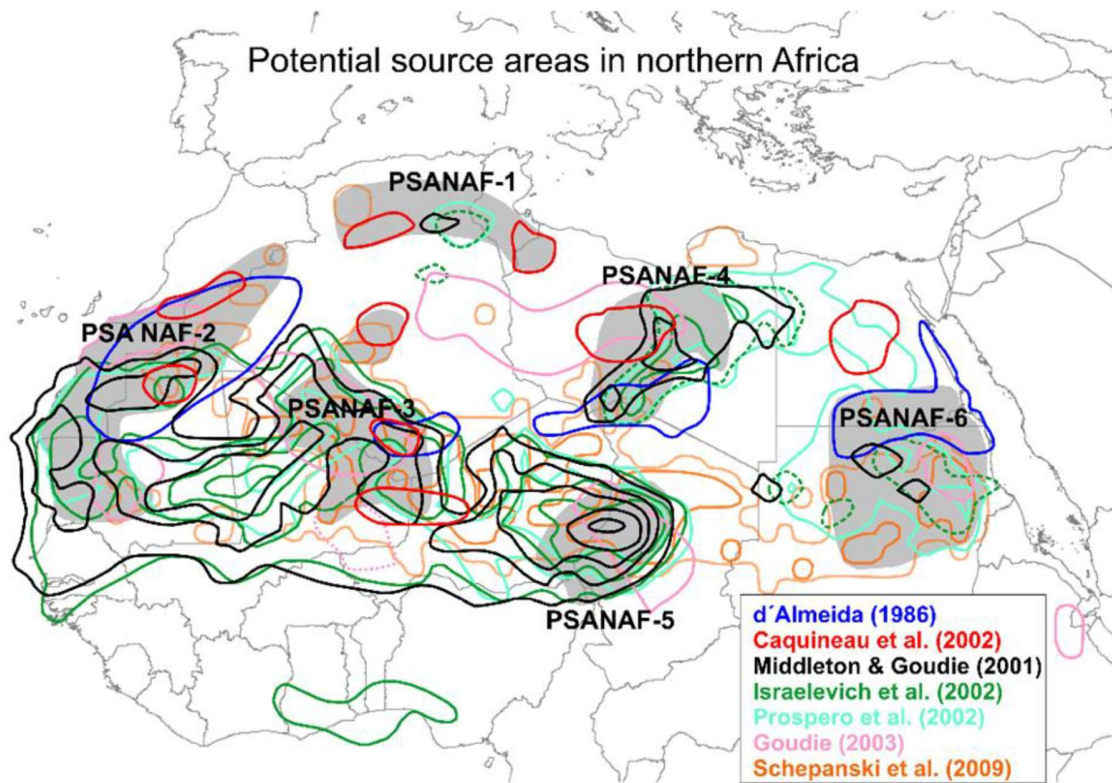 Potential source areas in northern Africa
PSANAF-1
PSANAF-4
PSA NAF-2
PSANAF-3
PSANAF-6
PSANAF-5
d´Almeida (1986)
Caquineau et al. (2002)
Middleton & Goudie (2001)
Israelevich et al. (2002)
Prospero et al. (2002)
Goudie (2003)
Schepanski et al. (2009)